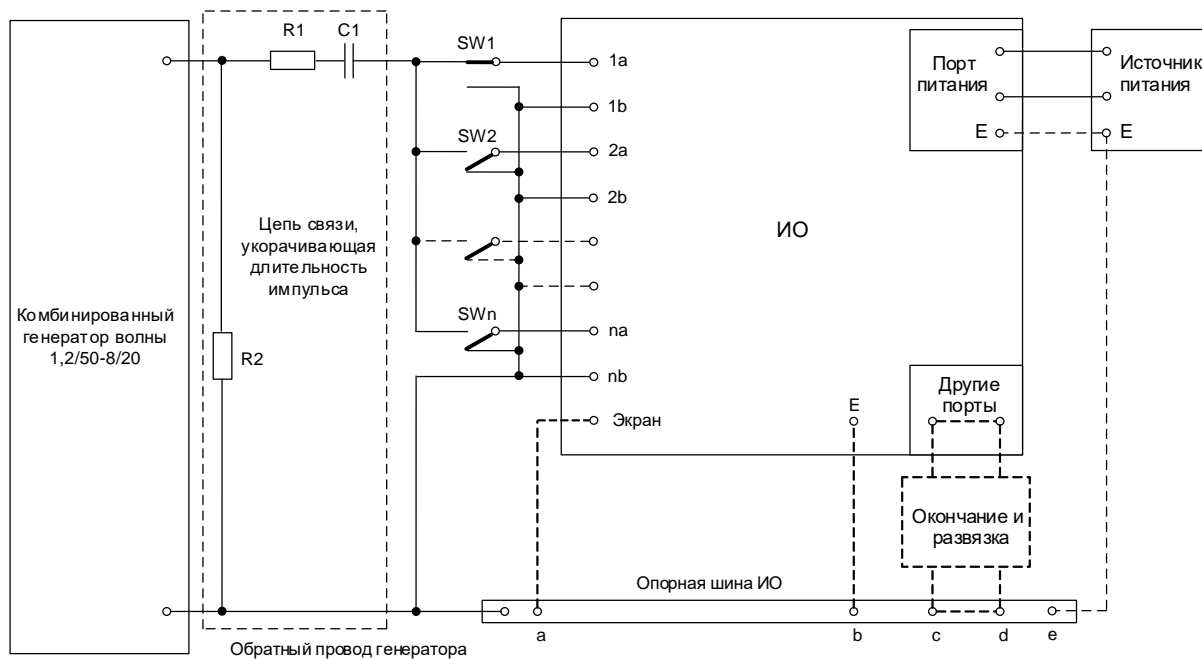 R1
C1
SW1
1a
Порт
питания
Источник
питания
1b
E
E
SW2
2a
2b
ИО
Цепь связи,
укорачивающая
длительность
импульса
Комбинированный
генератор волны
1,2/50-8/20
R2
SWn
na
nb
Экран
E
Другие
порты
Окончание и
развязка
Опорная шина ИО
a
b
c
d
e
Обратный провод генератора